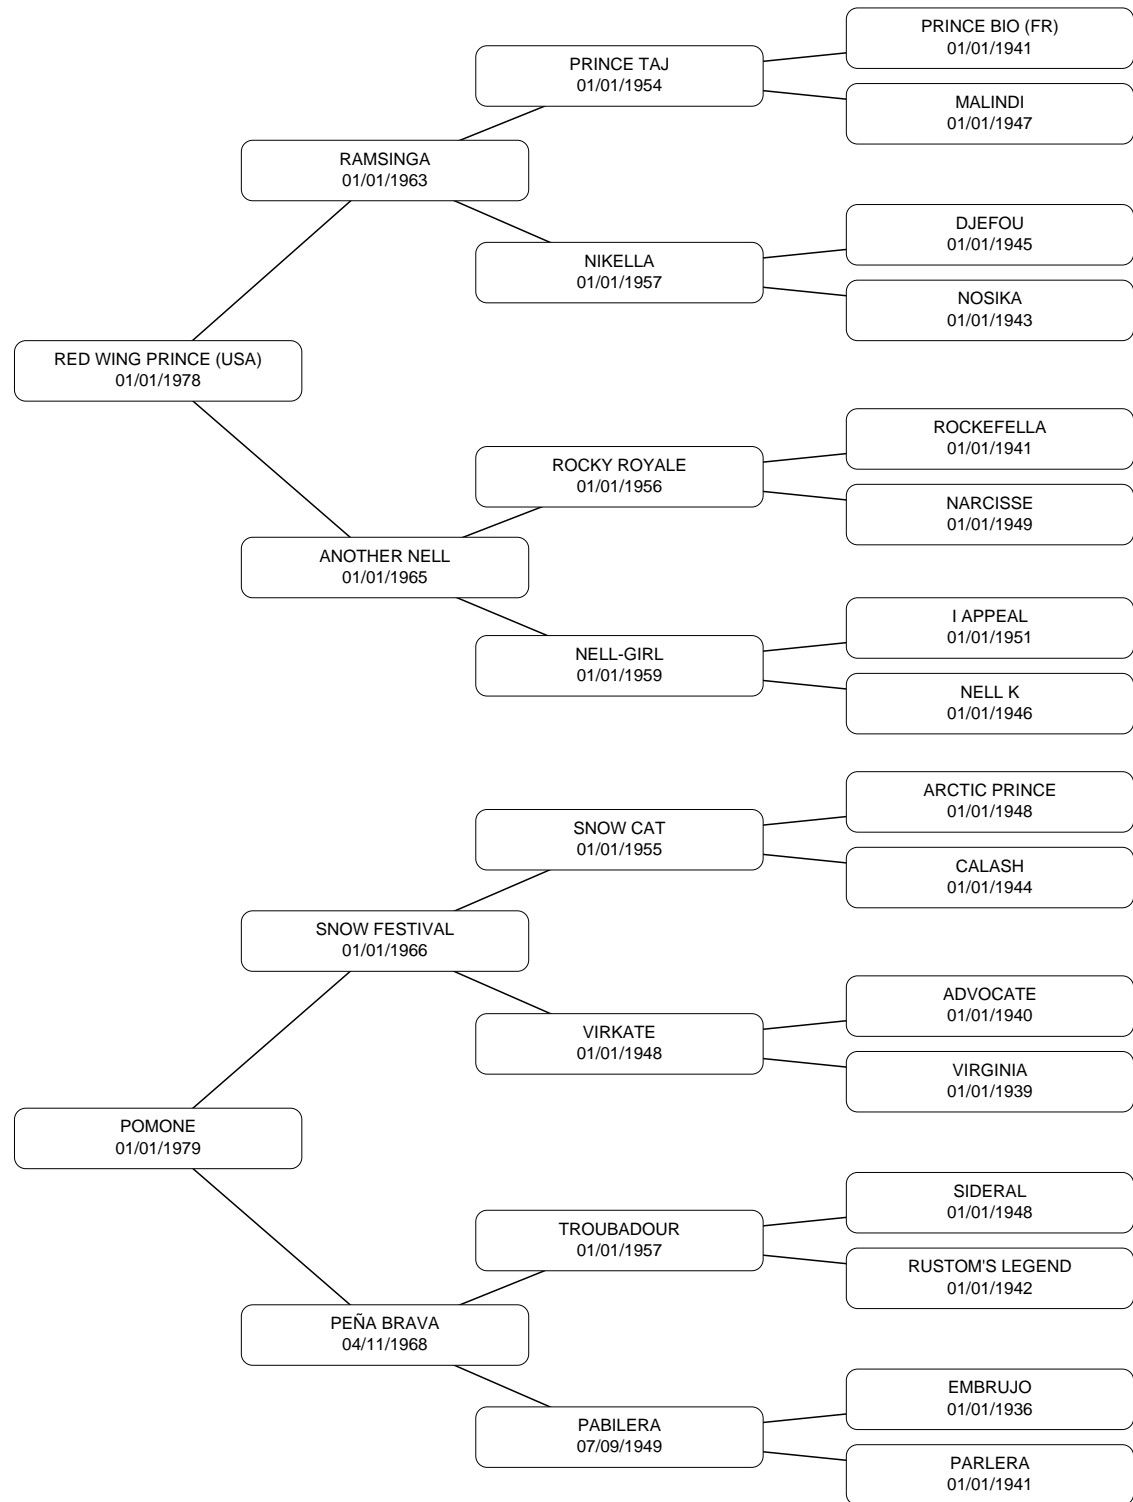 PRINCE BIO (FR)
01/01/1941
PRINCE TAJ
01/01/1954
MALINDI
01/01/1947
RAMSINGA
01/01/1963
DJEFOU
01/01/1945
NIKELLA
01/01/1957
NOSIKA
01/01/1943
RED WING PRINCE (USA)
01/01/1978
ROCKEFELLA
01/01/1941
ROCKY ROYALE
01/01/1956
NARCISSE
01/01/1949
ANOTHER NELL
01/01/1965
I APPEAL
01/01/1951
NELL-GIRL
01/01/1959
NELL K
01/01/1946
ARCTIC PRINCE
01/01/1948
SNOW CAT
01/01/1955
CALASH
01/01/1944
SNOW FESTIVAL
01/01/1966
ADVOCATE
01/01/1940
VIRKATE
01/01/1948
VIRGINIA
01/01/1939
POMONE
01/01/1979
SIDERAL
01/01/1948
TROUBADOUR
01/01/1957
RUSTOM'S LEGEND
01/01/1942
PEÑA BRAVA
04/11/1968
EMBRUJO
01/01/1936
PABILERA
07/09/1949
PARLERA
01/01/1941